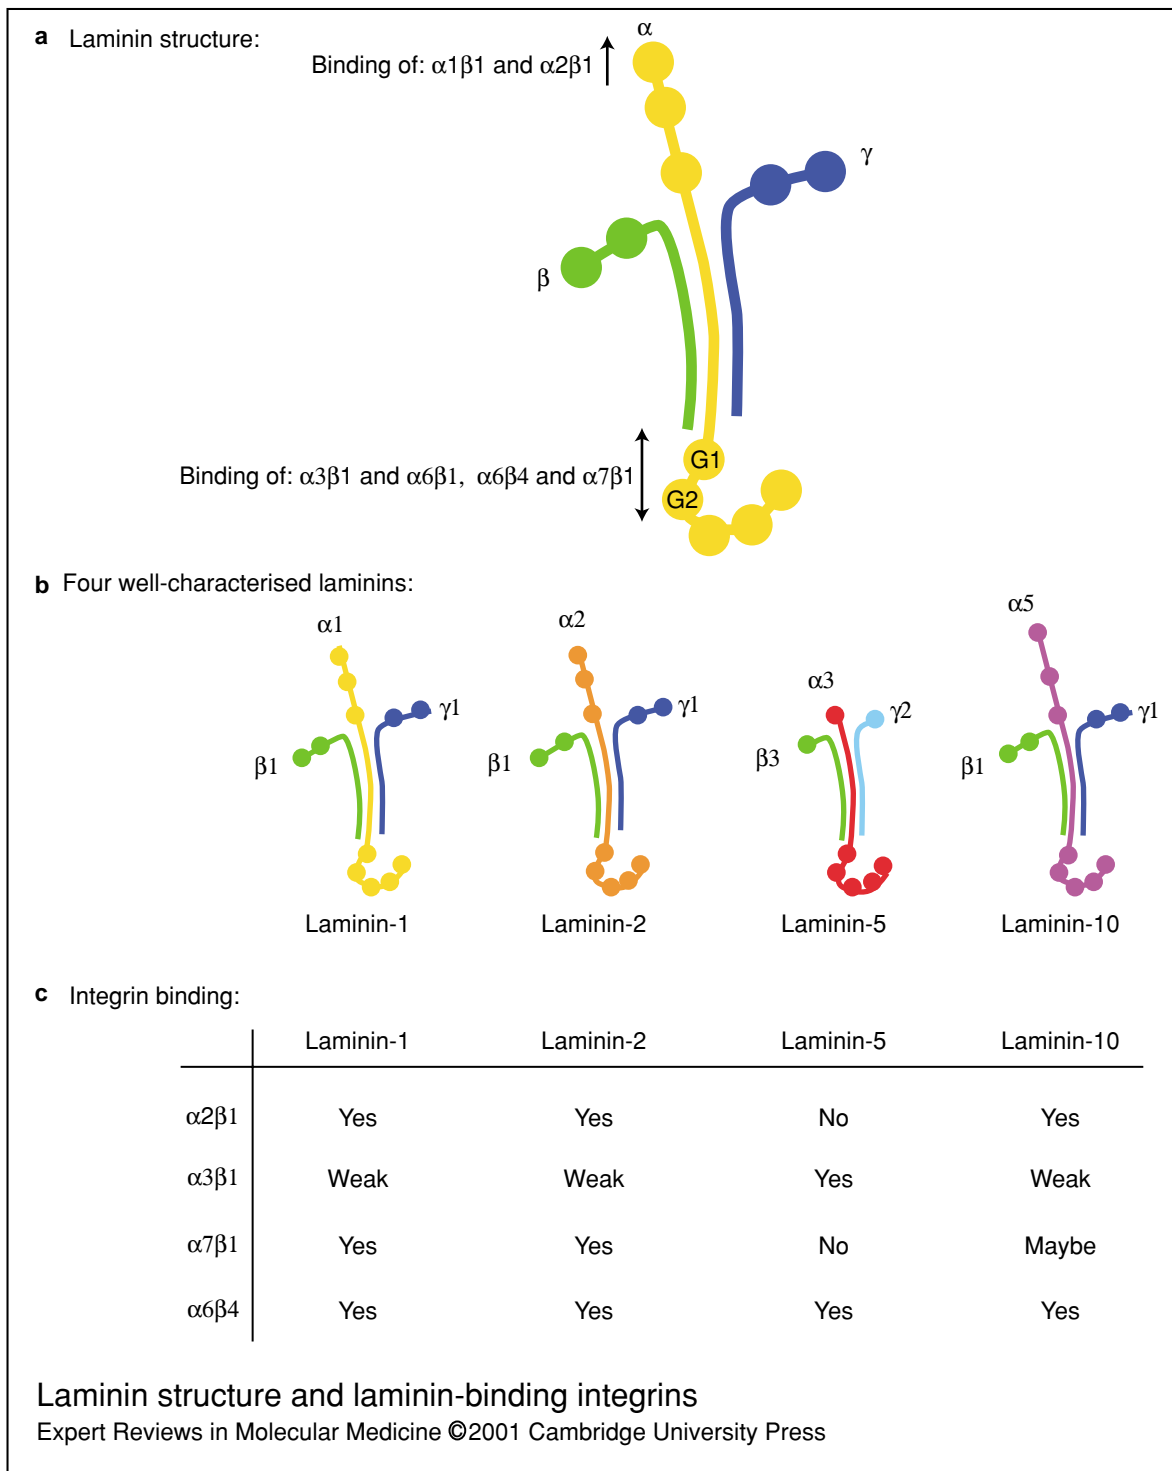 a Laminin structure:
α
Binding of: α1β1 and α2β1
γ
β
Binding of: α3β1 and α6β1, α6β4 and α7β1
G1
G2
b Four well-characterised laminins:
α1
α2
α3
α5
β1
γ1
β1
γ1
β3
γ2
β1
γ1
Laminin-1 Laminin-2 Laminin-5 Laminin-10
c Integrin binding:
Laminin-1 Laminin-2 Laminin-5 Laminin-10
α2β1 Yes Yes No Yes
α3β1 Weak Weak Yes Weak
α7β1 Yes Yes No Maybe
α6β4 Yes Yes Yes Yes
Laminin structure and laminin-binding integrins
Expert Reviews in Molecular Medicine ©2001 Cambridge University Press